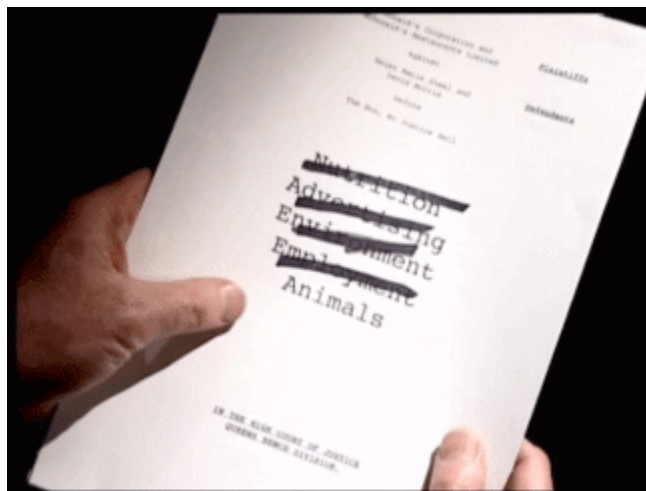 McDonald's Corporation and
McDonald's Restaurants Limited
Plaintiffs
against
Helen Marie Steel and
David Morris
Defendants
before
The Hon. Mr Justice Bell
Nutrition
Advertising
Environment
Employment
Animals
IN THE HIGH COURT OF JUSTICE
QUEENS BENCH DIVISION.